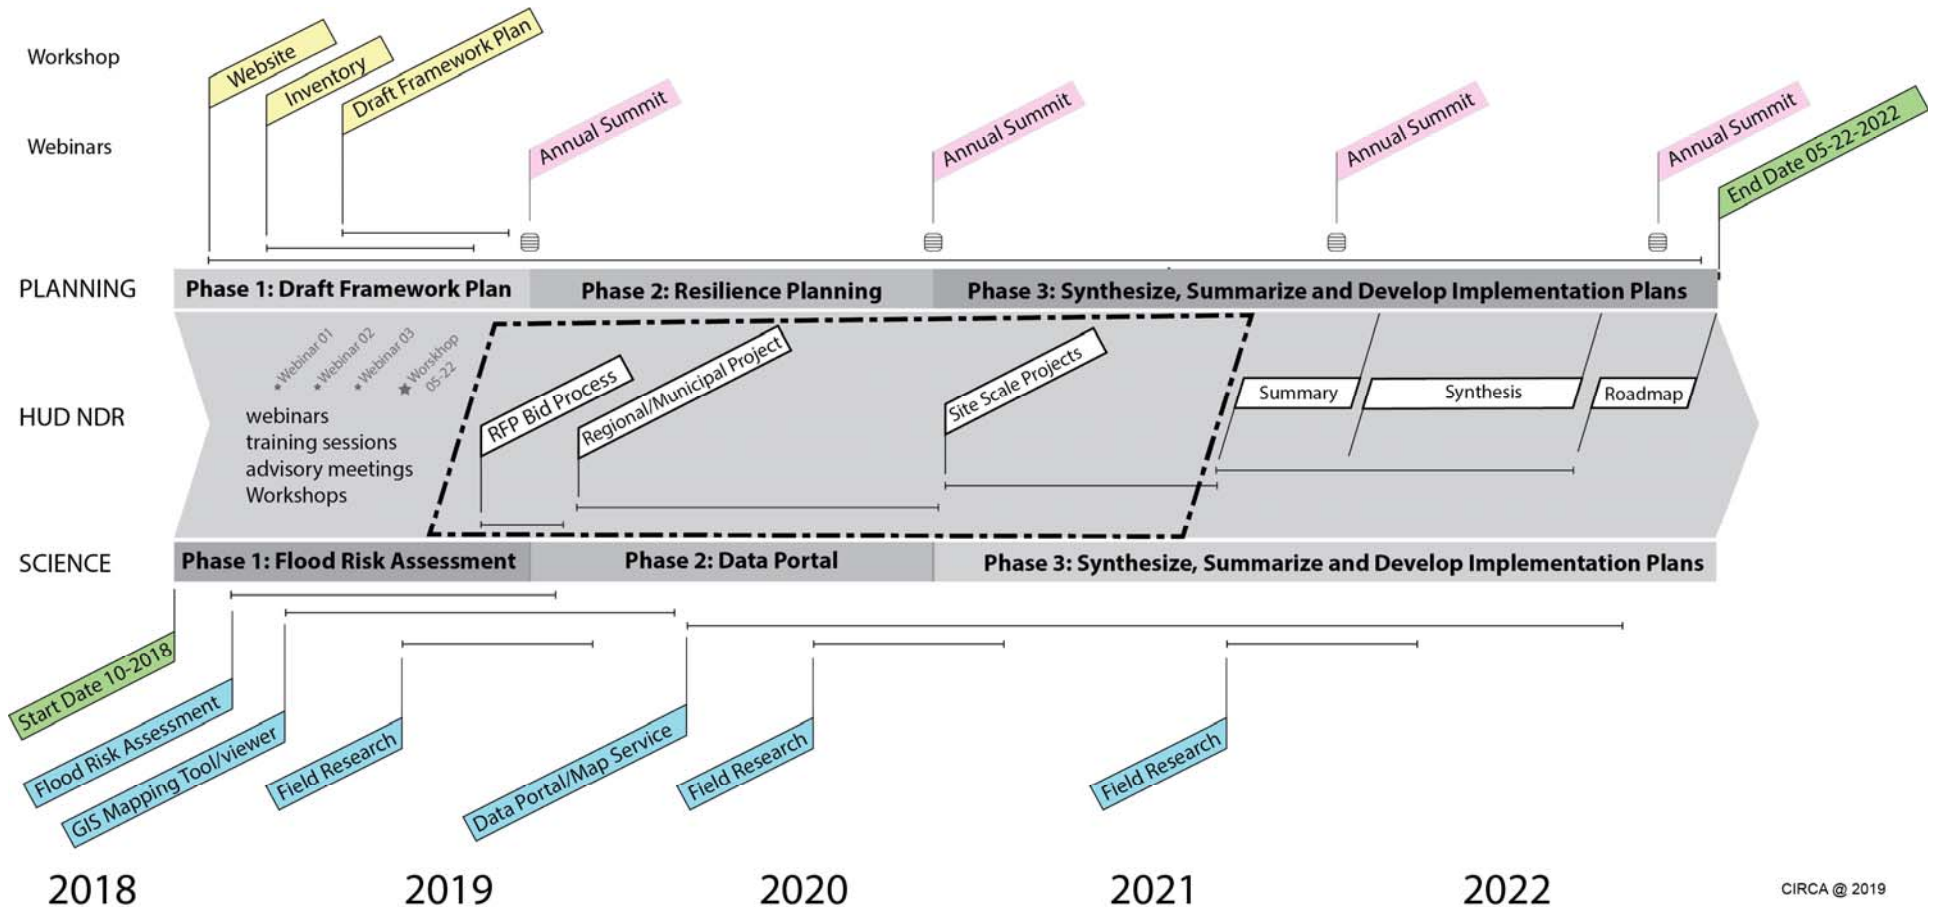 Workshop
Webinars
Website
Inventory
Draft Framework Plan
Annual Summit
Annual Summit
Annual Summit
Annual Summit
End Date 05-22-2022
PLANNING
Phase 1: Draft Framework Plan
Phase 2: Resilience Planning
Phase 3: Synthesize, Summarize and Develop Implementation Plans
Webinar 01
Webinar 02
Webinar 03
Worskhop
05-22
HUD NDR
webinars
training sessions
advisory meetings
Workshops
RFP Bid Process
Regional/Municipal Project
Site Scale Projects
Summary
Synthesis
Roadmap
SCIENCE
Phase 1: Flood Risk Assessment
Phase 2: Data Portal
Phase 3: Synthesize, Summarize and Develop Implementation Plans
Start Date 10-2018
Flood Risk Assessment
GIS Mapping Tool/viewer
Field Research
Data Portal/Map Service
Field Research
Field Research
2018
2019
2020
2021
2022
CIRCA @ 2019